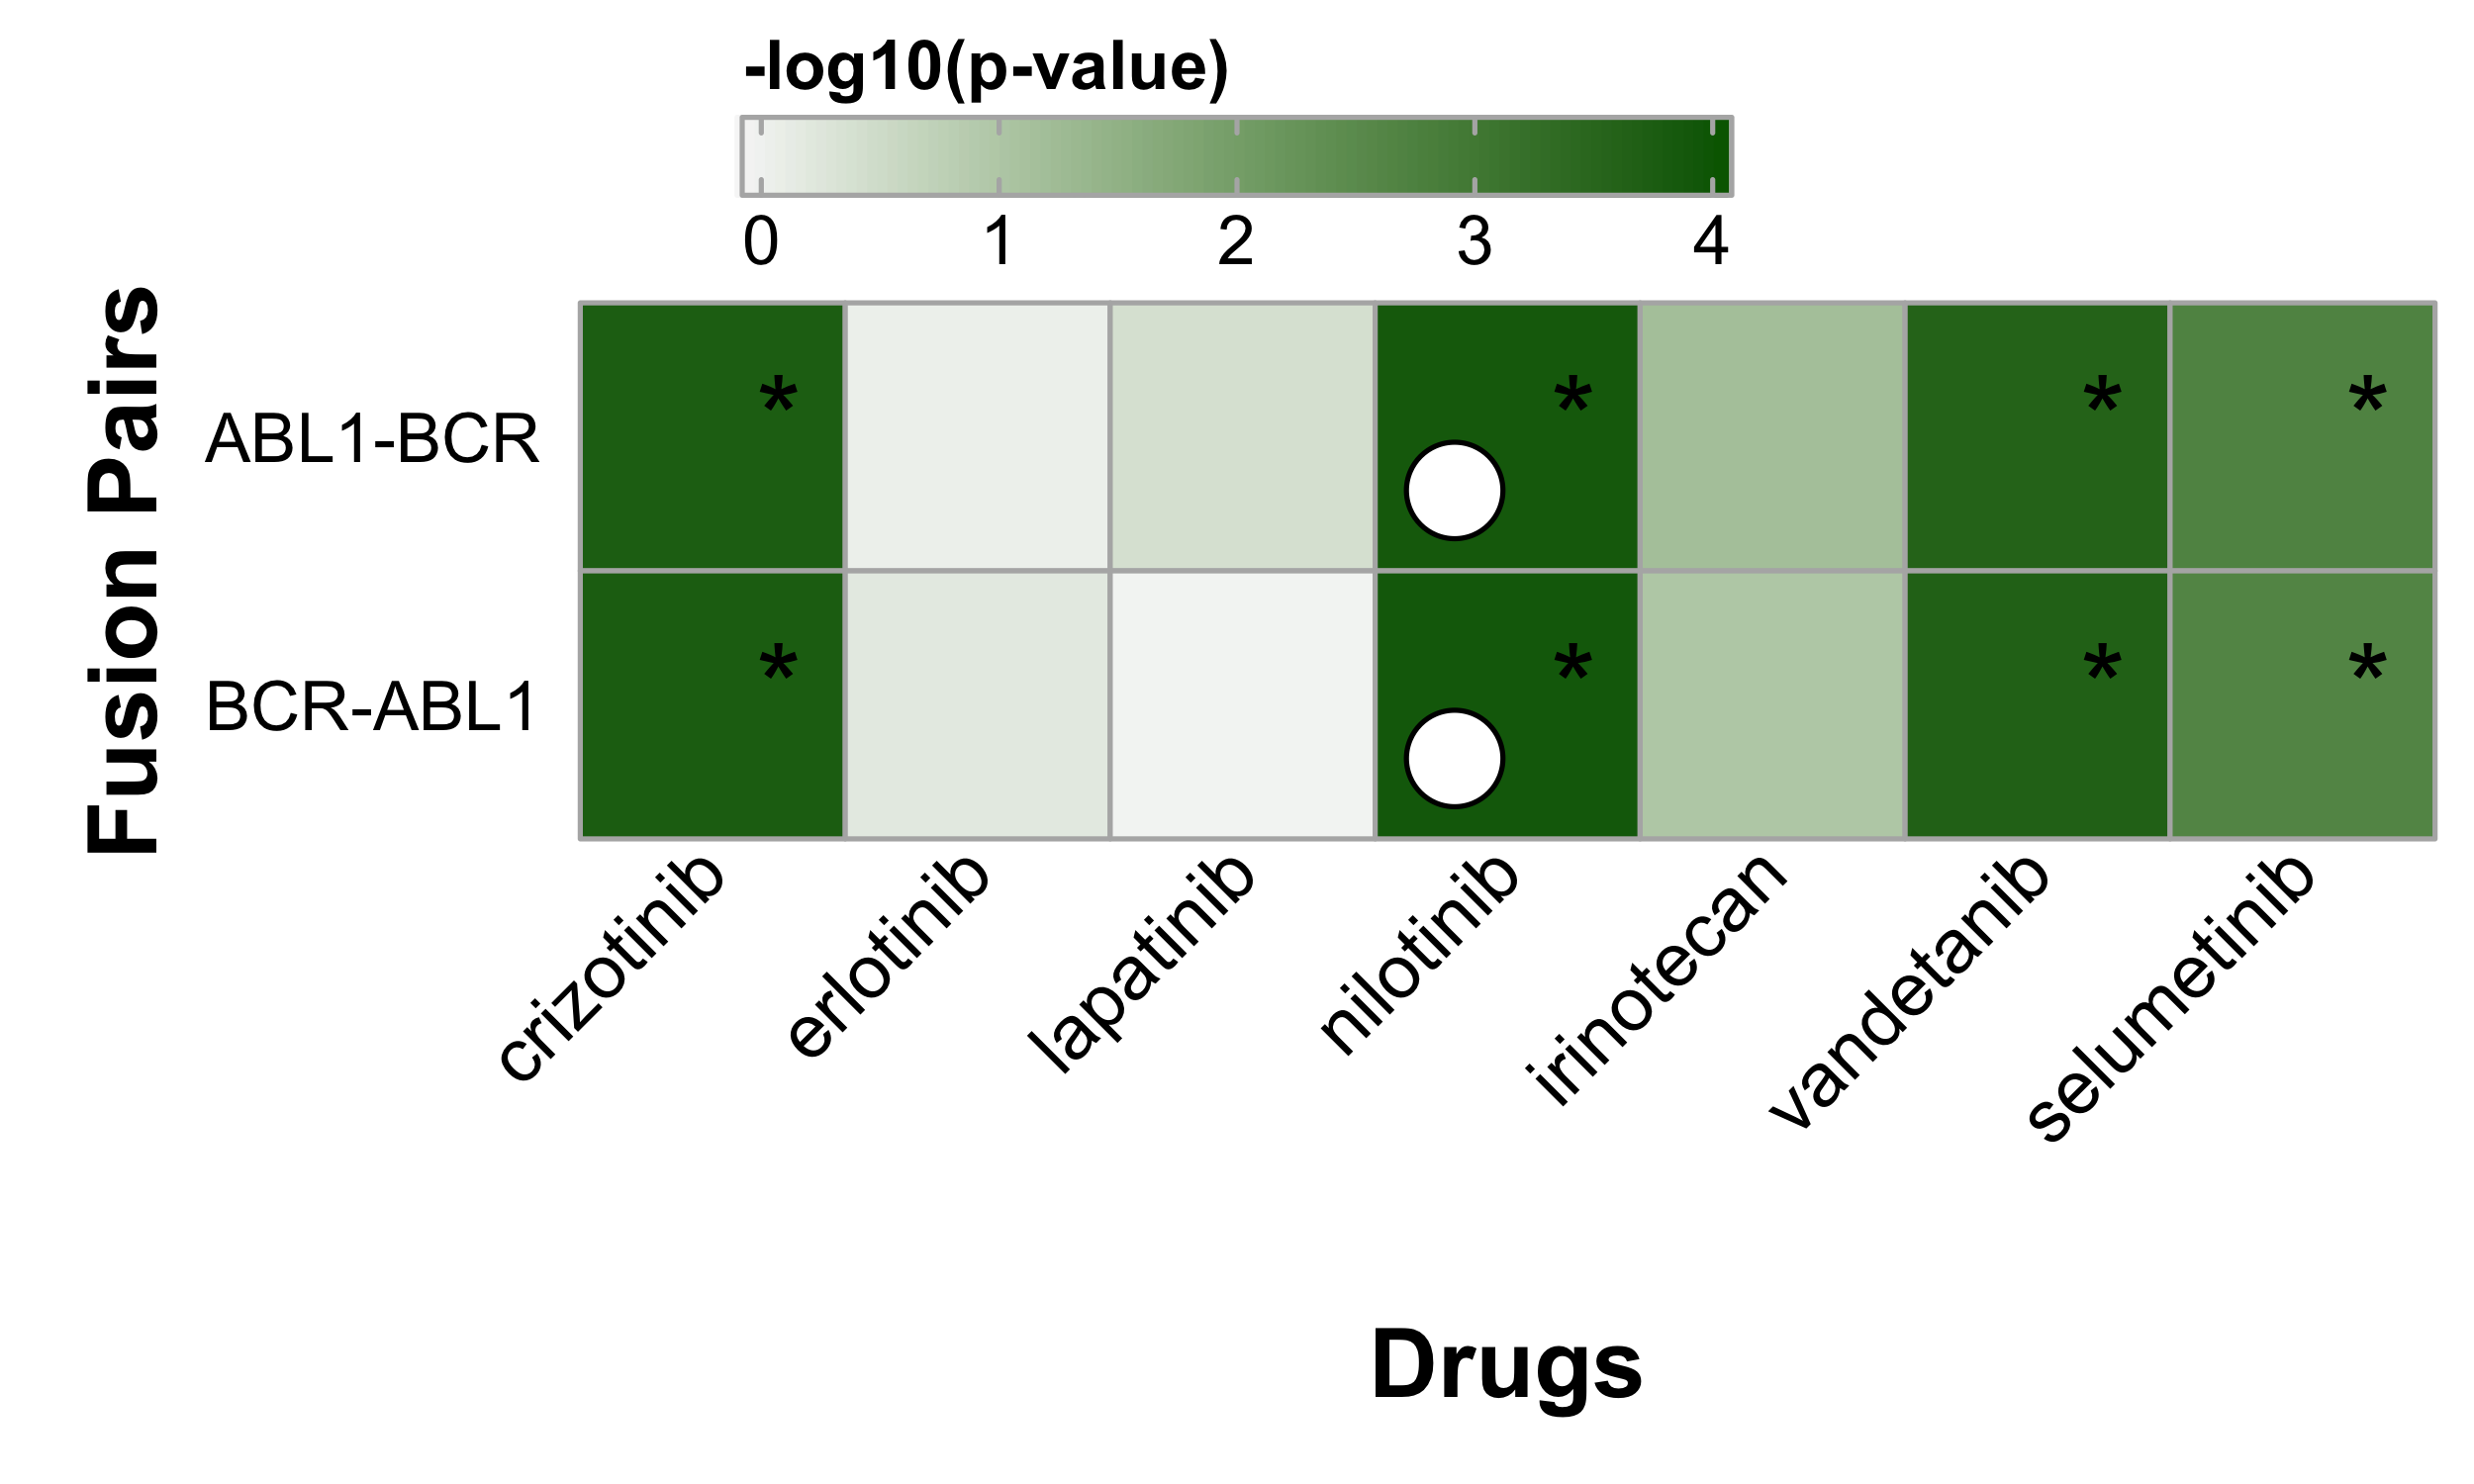 -log10(p-value)
0 1 2 3 4
Fusion Pairs
ABL1-BCR * * * *
BCR-ABL1 * * * *
crizotinib erlotinib lapatinib nilotinib irinotecan vandetanib selumetinib
Drugs